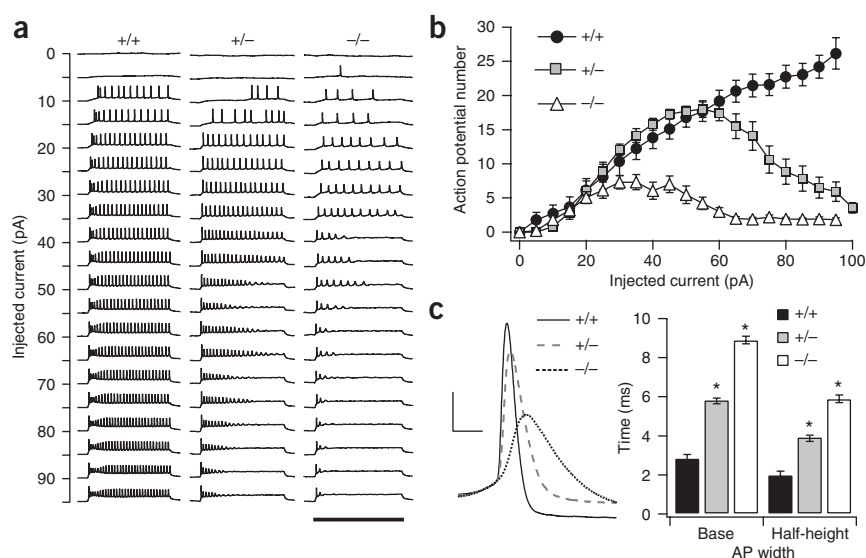 a
+/+ +/– –/–
Injected current (pA)
0
10
20
30
40
50
60
70
80
90
b
+/+
+/–
–/–
Action potential number
30
25
20
15
10
5
0
0 20 40 60 80 100
Injected current (pA)
c
+/+
+/–
–/–
Time (ms)
10
8
6
4
2
0
+/+
+/–
–/–
* * * *
Base Half-height
AP width